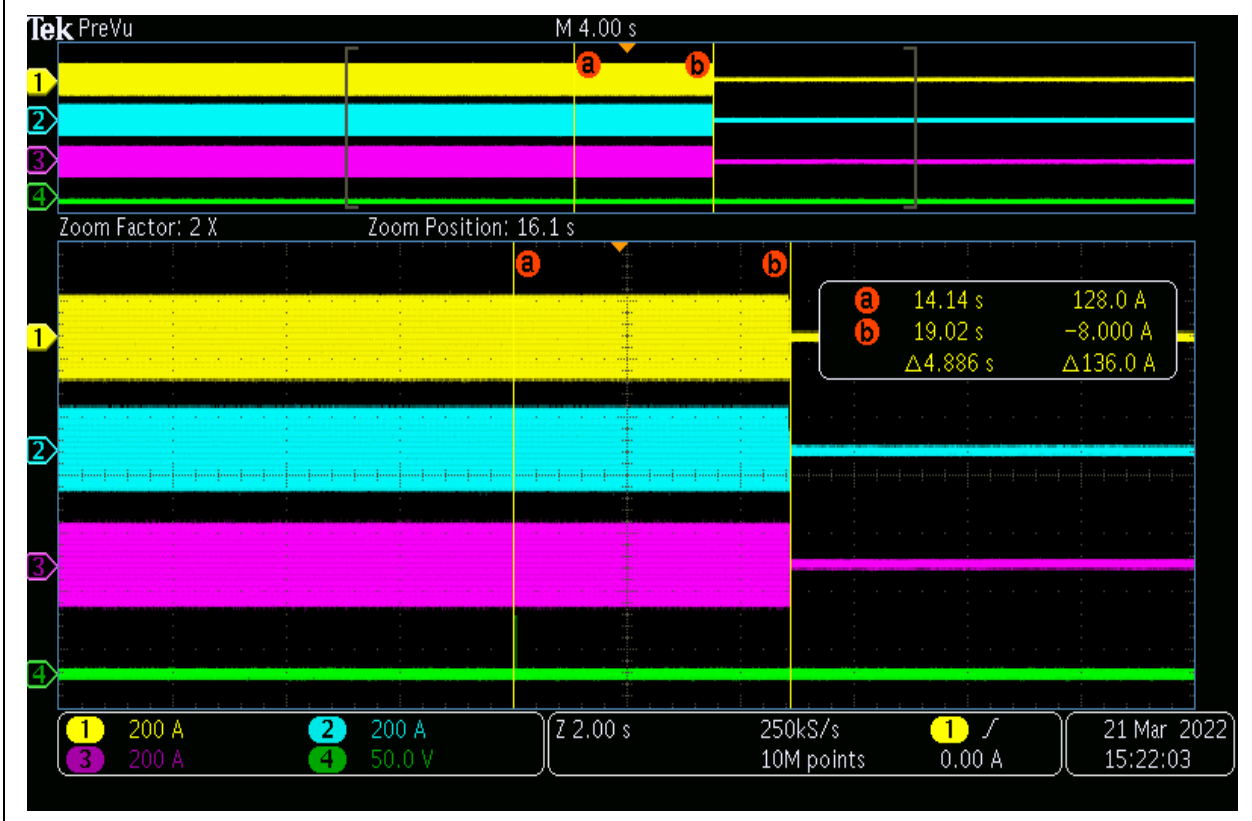 Tek PreVu M 4.00 s
a b
1
2
3
4
Zoom Factor: 2 X Zoom Position: 16.1 s
a b
a 14.14 s 128.0 A
b 19.02 s −8.000 A
△4.886 s △136.0 A
1
2
3
4
1 200 A 2 200 A Z 2.00 s 250kS/s 1 21 Mar 2022
3 200 A 4 50.0 V 10M points 0.00 A 15:22:03